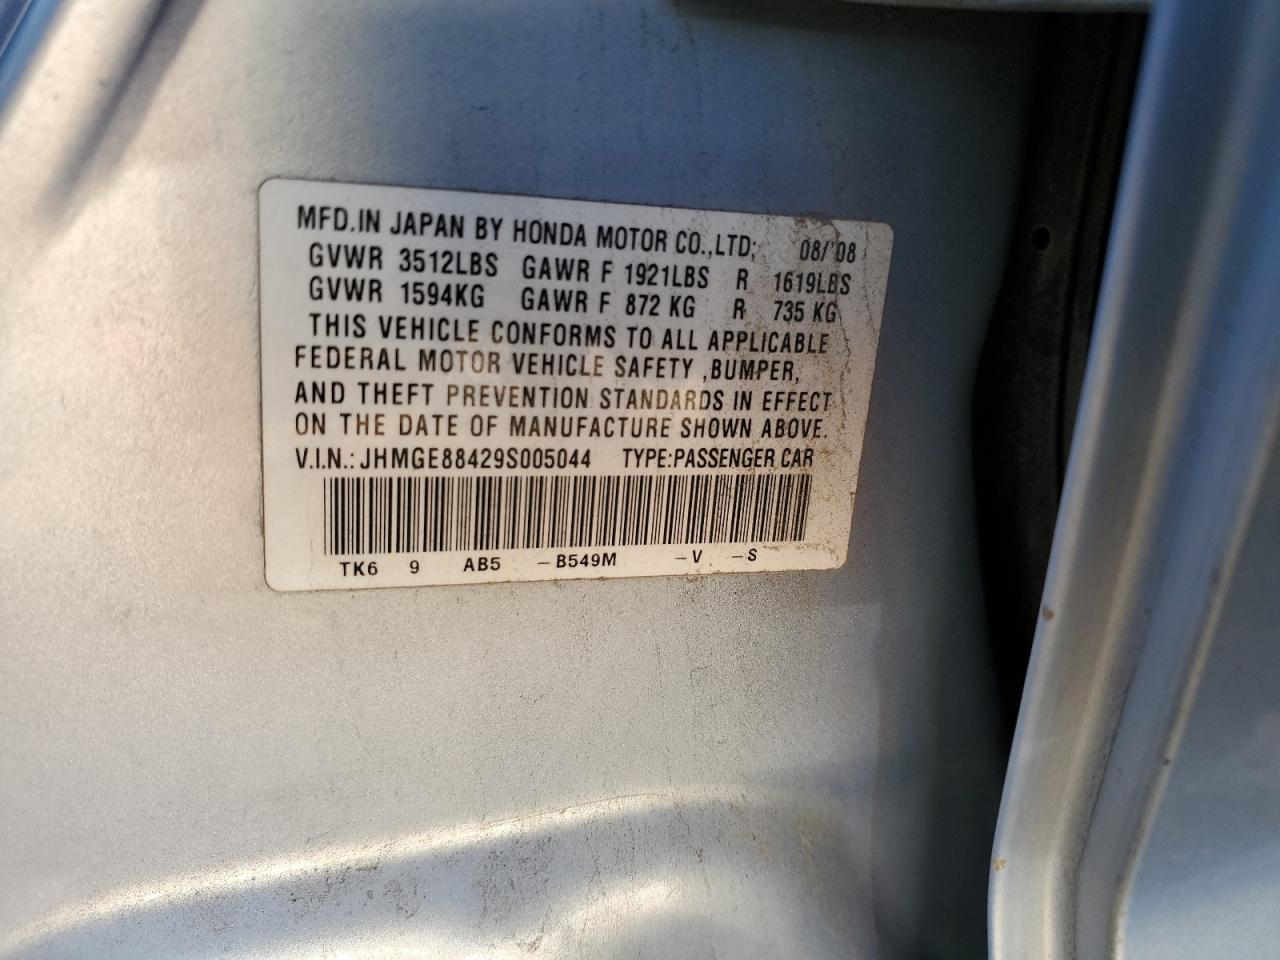 MFD.IN JAPAN BY HONDA MOTOR CO.,LTD; 08/'08
GVWR 3512LBS GAWR F 1921LBS R 1619LBS
GVWR 1594KG GAWR F 872 KG R 735 KG
THIS VEHICLE CONFORMS TO ALL APPLICABLE
FEDERAL MOTOR VEHICLE SAFETY ,BUMPER,
AND THEFT PREVENTION STANDARDS IN EFFECT
ON THE DATE OF MANUFACTURE SHOWN ABOVE.
V.I.N.: JHMGE88429S005044 TYPE:PASSENGER CAR
TK6 9 AB5 -B549M -V -S